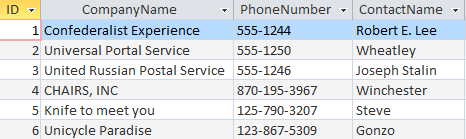 ID CompanyName PhoneNumber ContactName
1 Confederalist Experience 555-1244 Robert E. Lee
2 Universal Portal Service 555-1250 Wheatley
3 United Russian Postal Service 555-1246 Joseph Stalin
4 CHAIRS, INC 870-195-3967 Winchester
5 Knife to meet you 125-790-3207 Steve
6 Unicycle Paradise 123-867-5309 Gonzo